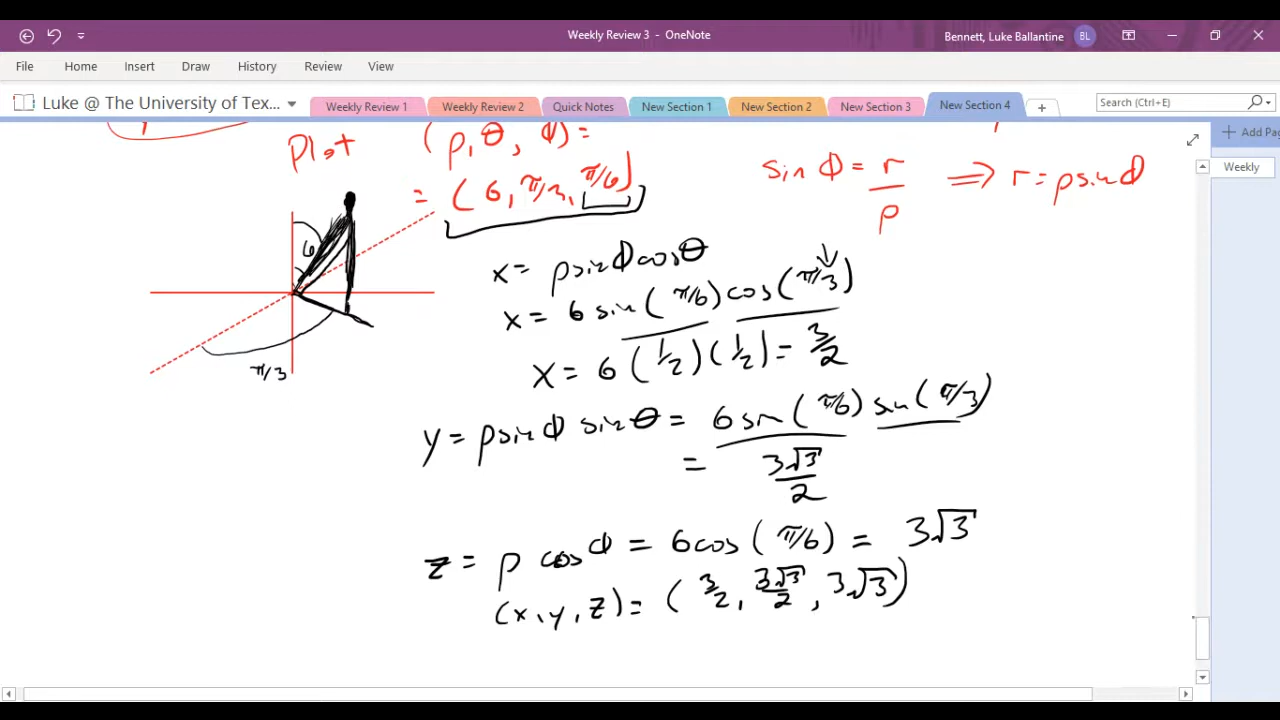 Weekly Review 3 - OneNote
Bennett, Luke Ballantine
BL
File Home Insert Draw History Research Review View
Luke @ The University of Tex...
Weekly Review 1
Weekly Review 2
Quick Notes
New Section 1
New Section 2
New Section 3
New Section 4
Search (Ctrl+E)
Add Pag
Weekly
Plot (ρ, θ, ϕ) =
= (6, π/3, π/6)
sin ϕ = r/ρ ⟹ r = ρ sin ϕ
6
π/3
x = ρ sin ϕ cos θ
x = 6 sin (π/6) cos (π/3)
x = 6 (1/2) (1/2) = 3/2
y = ρ sin ϕ sin θ = 6 sin (π/6) sin (π/3)
= 3√3/2
z = ρ cos ϕ = 6 cos (π/6) = 3√3
(x, y, z) = (3/2, 3√3/2, 3√3)